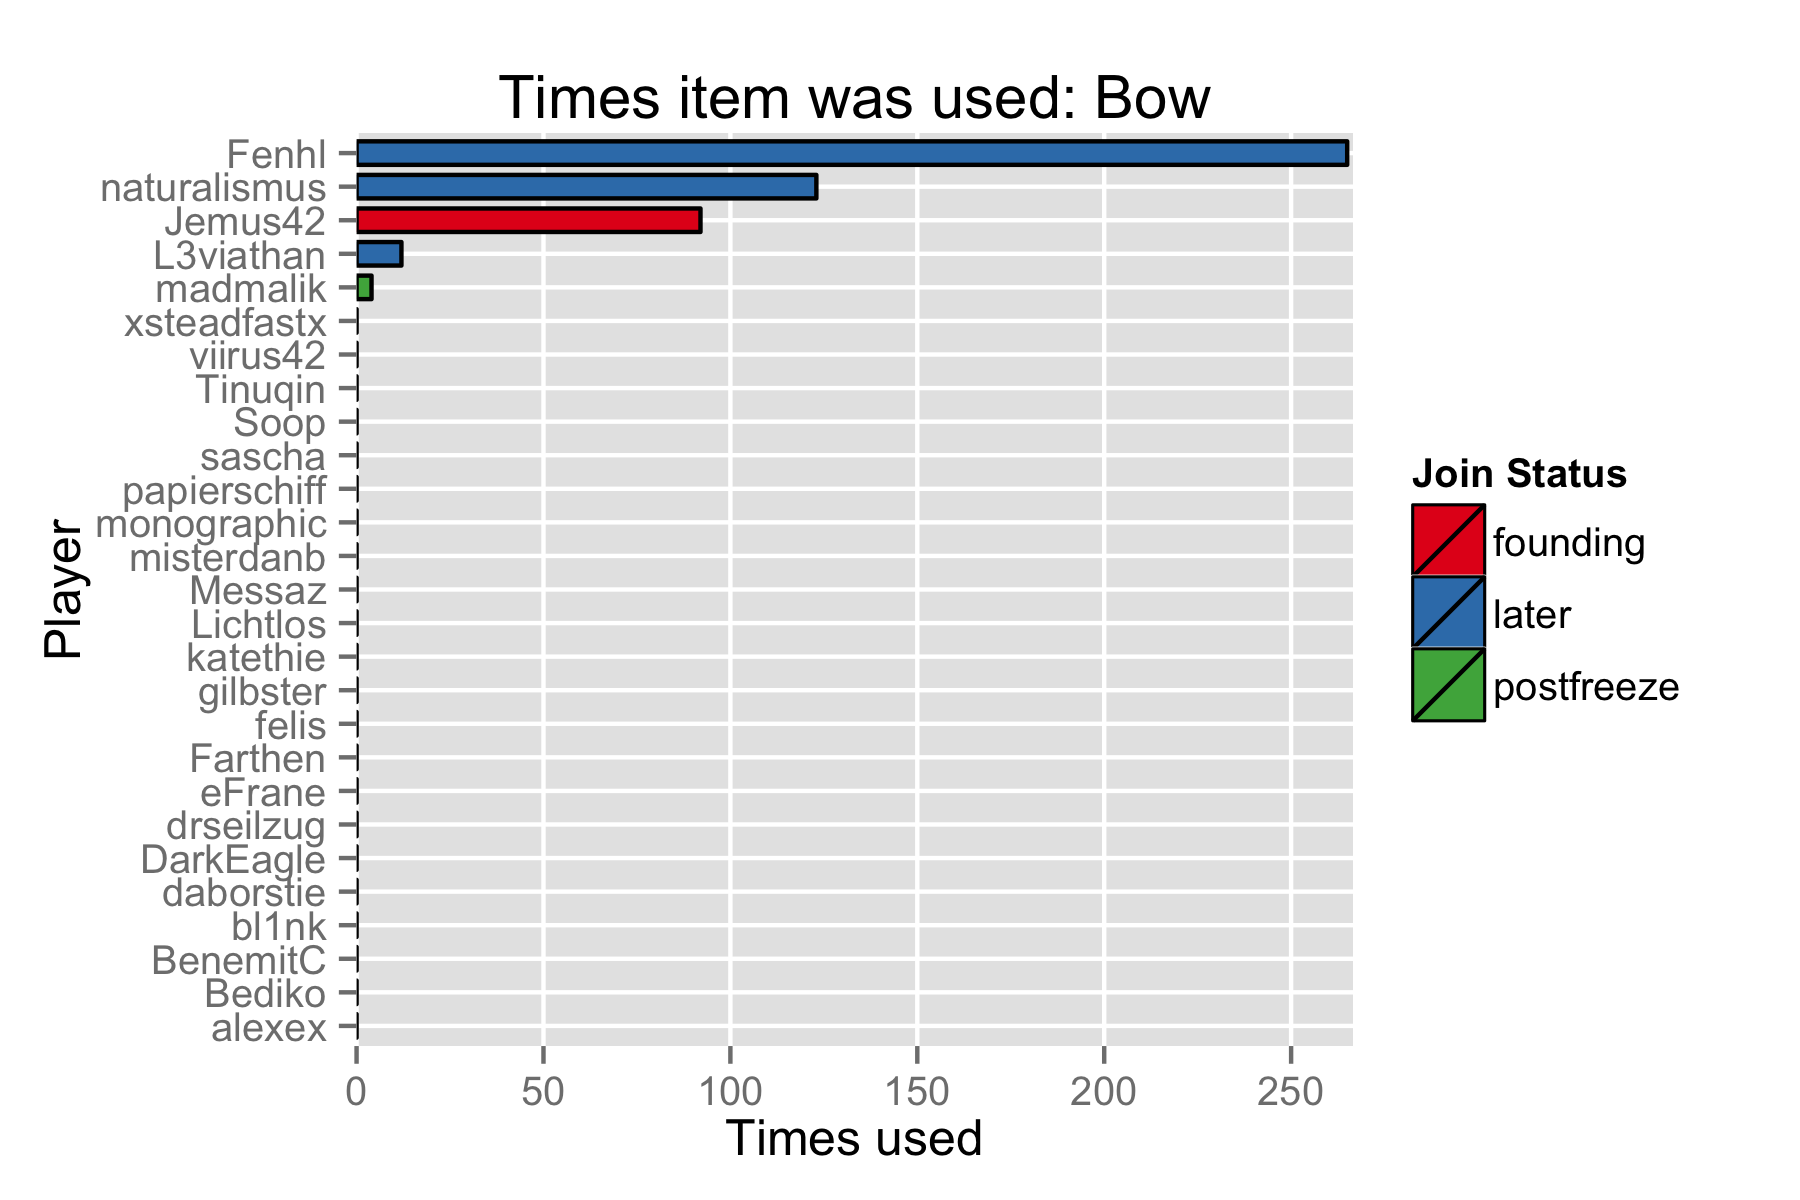 Times item was used: Bow
Fenhl
naturalismus
Jemus42
L3viathan
madmalik
xsteadfastx
viirus42
Tinuqin
Soop
sascha
papierschiff
monographic
misterdanb
Messaz
Lichtlos
katethie
gilbster
felis
Farthen
eFrane
drseilzug
DarkEagle
daborstie
bl1nk
BenemitC
Bediko
alexex
Player
0 50 100 150 200 250
Times used
Join Status
founding
later
postfreeze